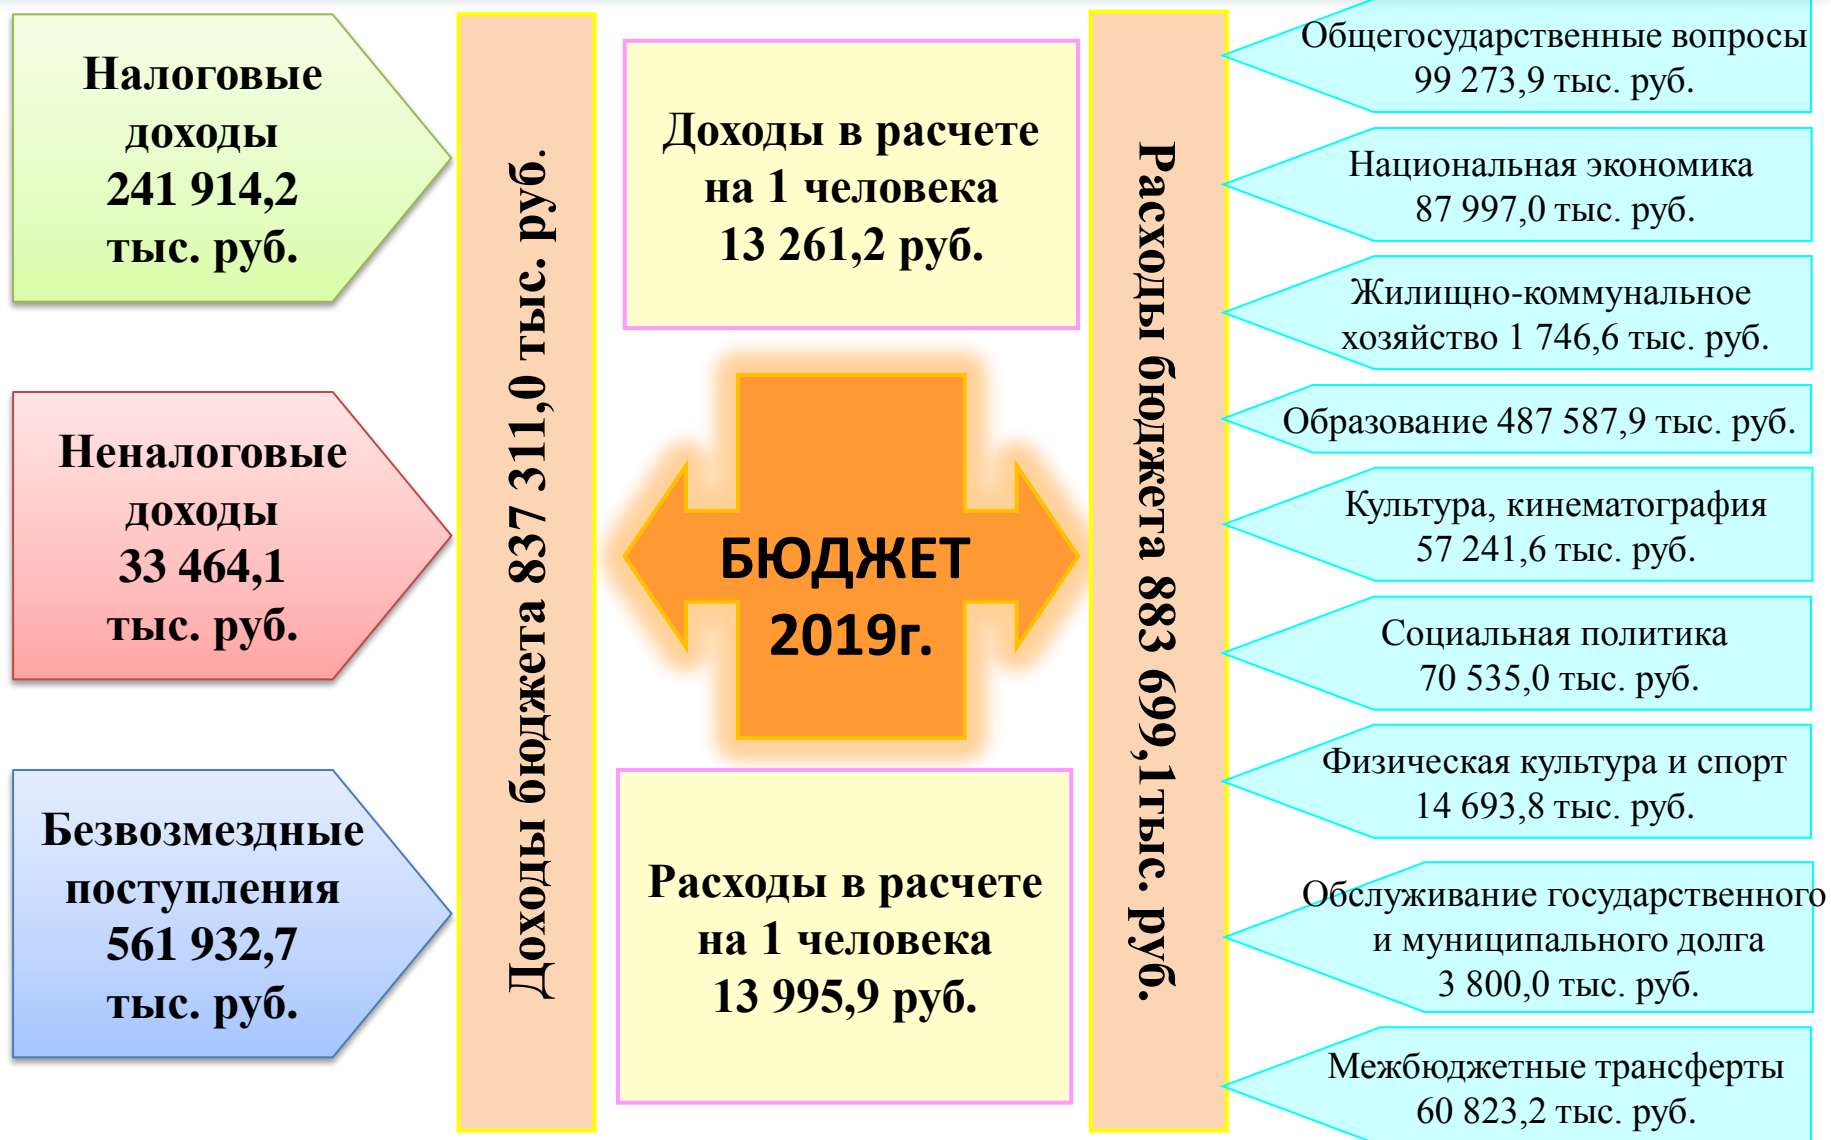 Налоговые
доходы
241 914,2
тыс. руб.
Неналоговые
доходы
33 464,1
тыс. руб.
Безвозмездные
поступления
561 932,7
тыс. руб.
Доходы бюджета 837 311,0 тыс. руб.
Доходы в расчете
на 1 человека
13 261,2 руб.
БЮДЖЕТ
2019г.
Расходы в расчете
на 1 человека
13 995,9 руб.
Расходы бюджета 883 699,1тыс. руб.
Общегосударственные вопросы
99 273,9 тыс. руб.
Национальная экономика
87 997,0 тыс. руб.
Жилищно-коммунальное
хозяйство 1 746,6 тыс. руб.
Образование 487 587,9 тыс. руб.
Культура, кинематография
57 241,6 тыс. руб.
Социальная политика
70 535,0 тыс. руб.
Физическая культура и спорт
14 693,8 тыс. руб.
Обслуживание государственного
и муниципального долга
3 800,0 тыс. руб.
Межбюджетные трансферты
60 823,2 тыс. руб.